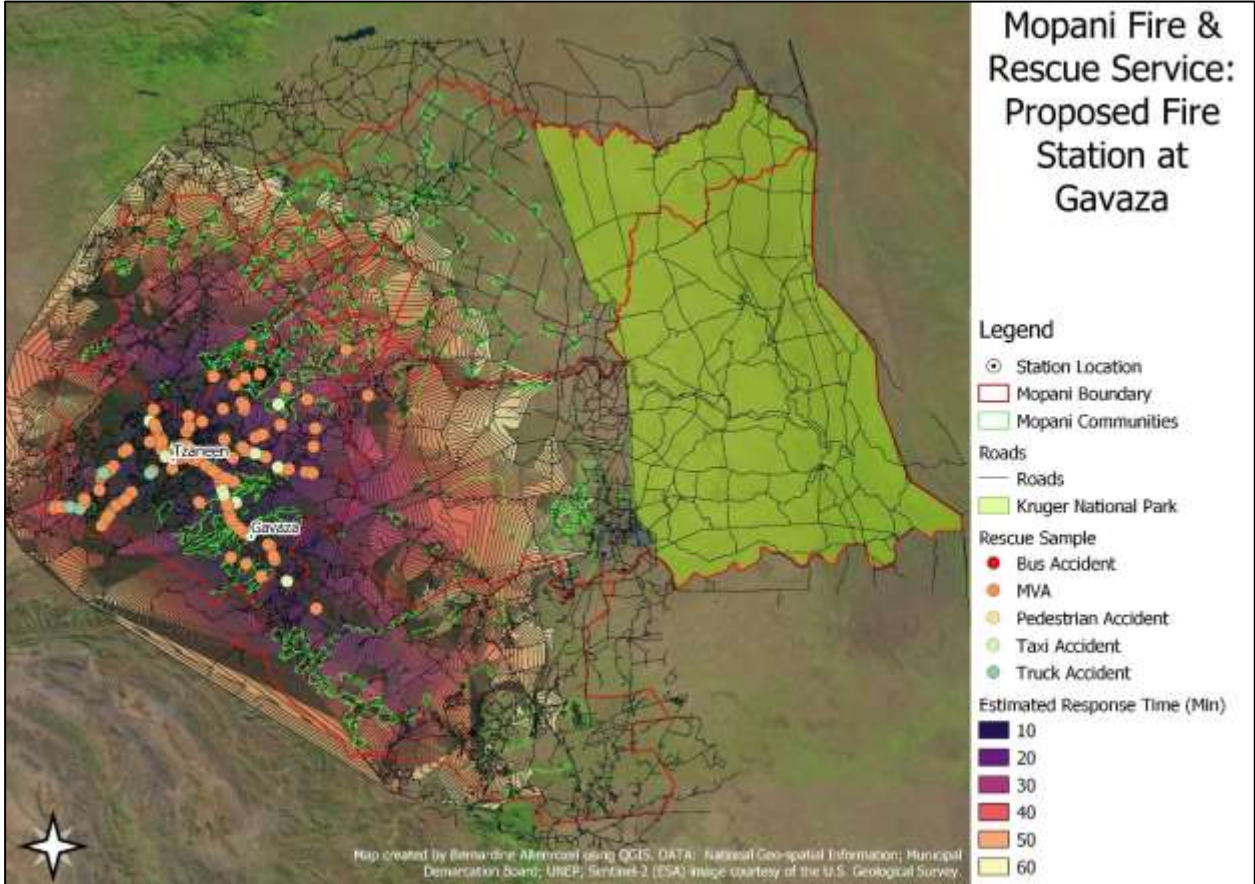 Mopani Fire &
Rescue Service:
Proposed Fire
Station at
Gavaza
Legend
Station Location
Mopani Boundary
Mopani Communities
Roads
Roads
Kruger National Park
Rescue Sample
Bus Accident
MVA
Pedestrian Accident
Taxi Accident
Truck Accident
Estimated Response Time (Min)
10
20
30
40
50
60
Tzaneen
Gavaza
Map created by Bernardine using QGIS. DATA: National Geo-spatial Information; Municipal
Demarcation Board; UNEP; Sentinel-2 (ESA) image courtesy of the U.S. Geological Survey.